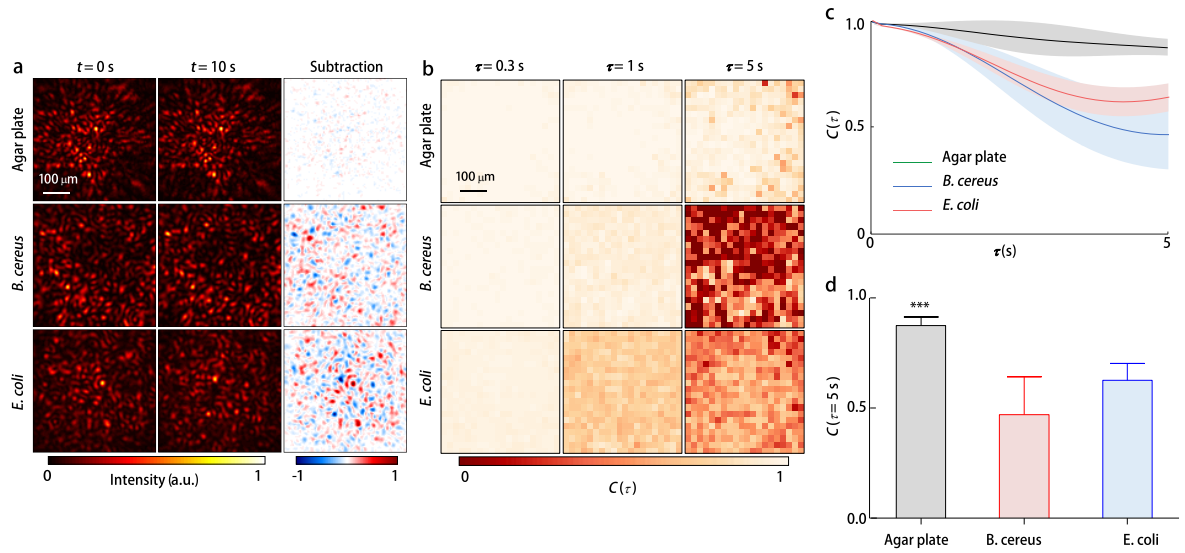 a
t = 0 s
t = 10 s
Subtraction
Agar plate
100 μm
B. cereus
E. coli
0
Intensity (a.u.)
1
-1
1
b
τ = 0.3 s
τ = 1 s
τ = 5 s
Agar plate
100 μm
B. cereus
E. coli
0
C(τ)
1
c
1.0
0.5
0
C(τ)
Agar plate
B. cereus
E. coli
0
τ(s)
5
d
1.0
0.5
0.0
C(τ= 5 s)
***
Agar plate
B. cereus
E. coli